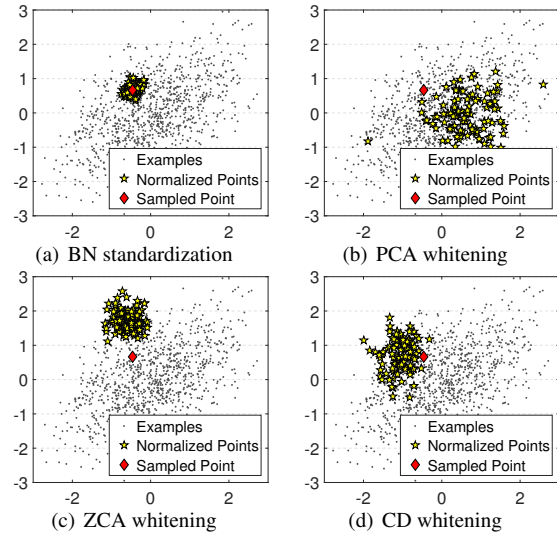 3
2
1
0
-1
-2
-3
-2 0 2
Examples
Normalized Points
Sampled Point
(a) BN standardization
3
2
1
0
-1
-2
-3
-2 0 2
Examples
Normalized Points
Sampled Point
(b) PCA whitening
3
2
1
0
-1
-2
-3
-2 0 2
Examples
Normalized Points
Sampled Point
(c) ZCA whitening
3
2
1
0
-1
-2
-3
-2 0 2
Examples
Normalized Points
Sampled Point
(d) CD whitening